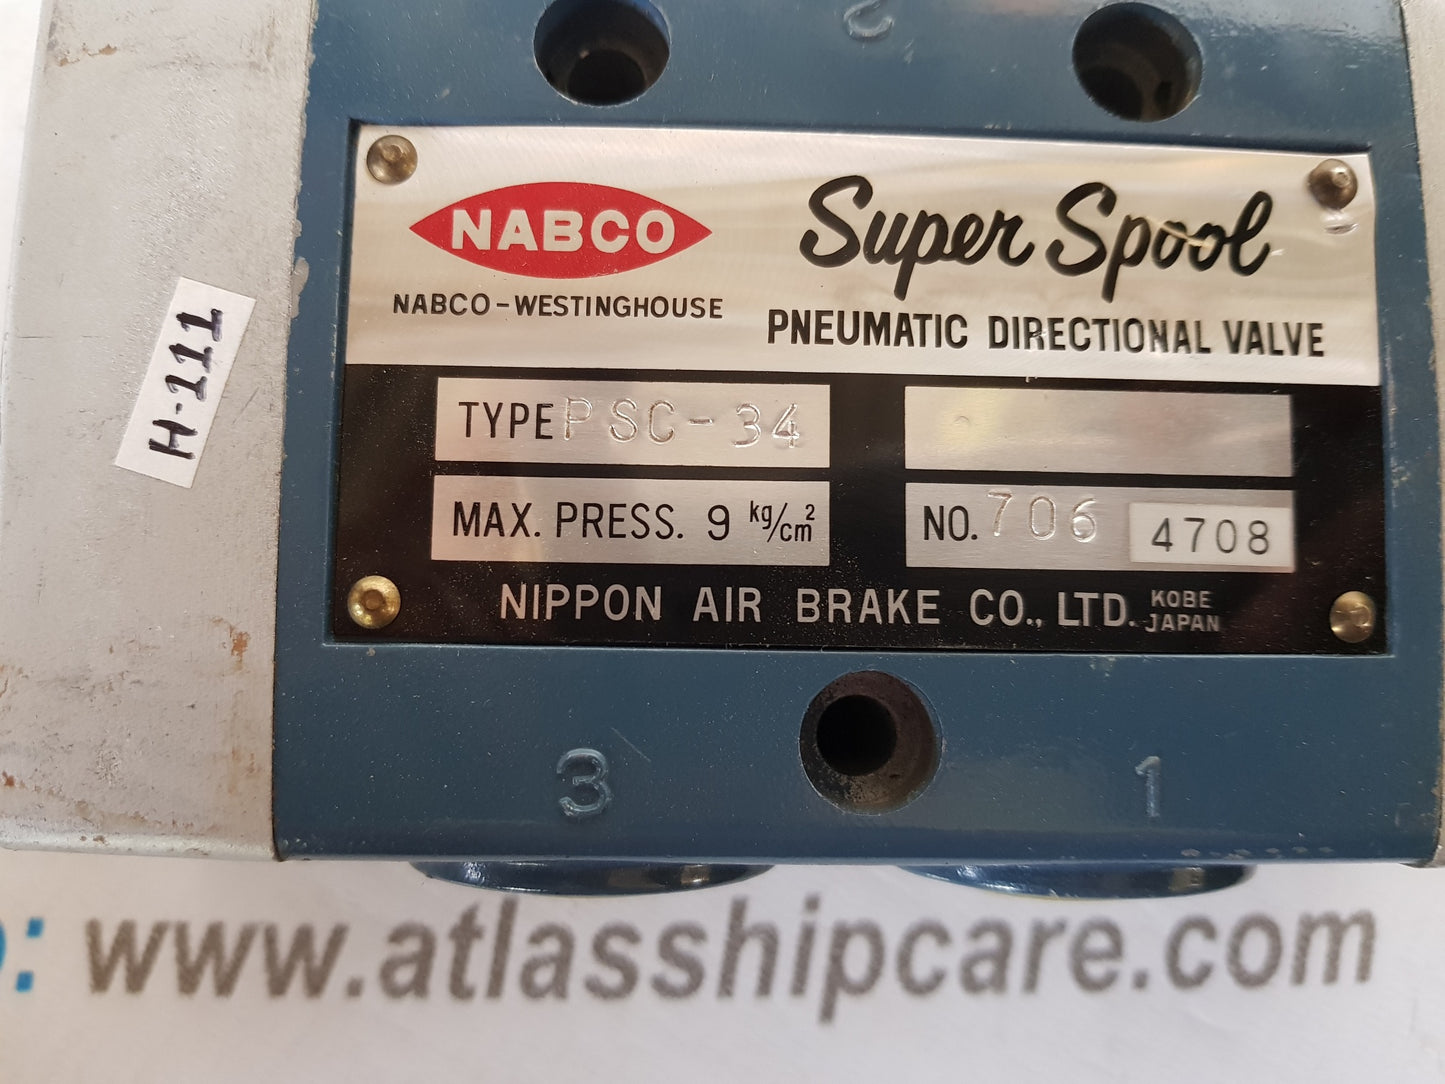 2
NABCO
NABCO-WESTINGHOUSE
Super Spool
PNEUMATIC DIRECTIONAL VALVE
H-111
TYPE PSC-34
MAX. PRESS. 9 kg/cm²
NO. 706 4708
NIPPON AIR BRAKE CO., LTD. KOBE JAPAN
3 1
: www.atlasshipcare.com